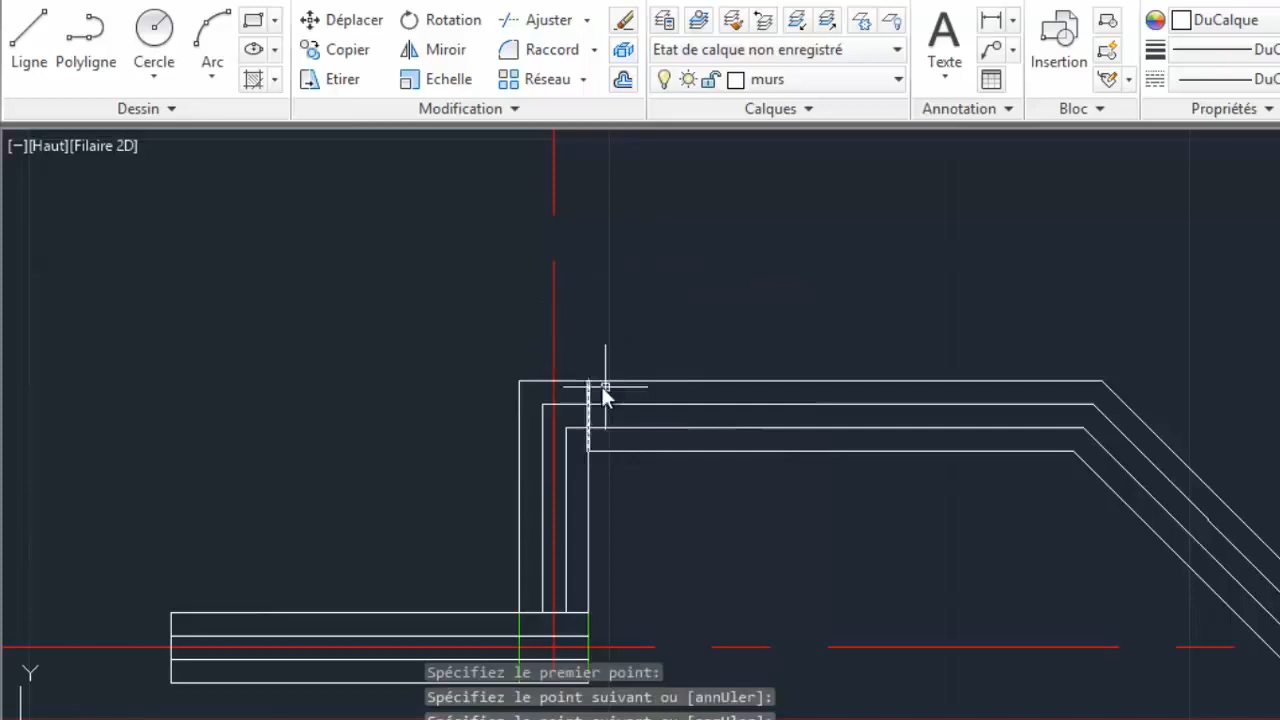 Déplacer Rotation Ajuster DuCalque
Copier Miroir Raccord Etat de calque non enregistré
Ligne Polyligne Cercle Arc Texte Insertion
Etirer Echelle Réseau murs
Dessin Modification Calques Annotation Bloc Propriétés
[−][Haut][Filaire 2D]
Y
Spécifiez le premier point:
Spécifiez le point suivant ou [annUler]: